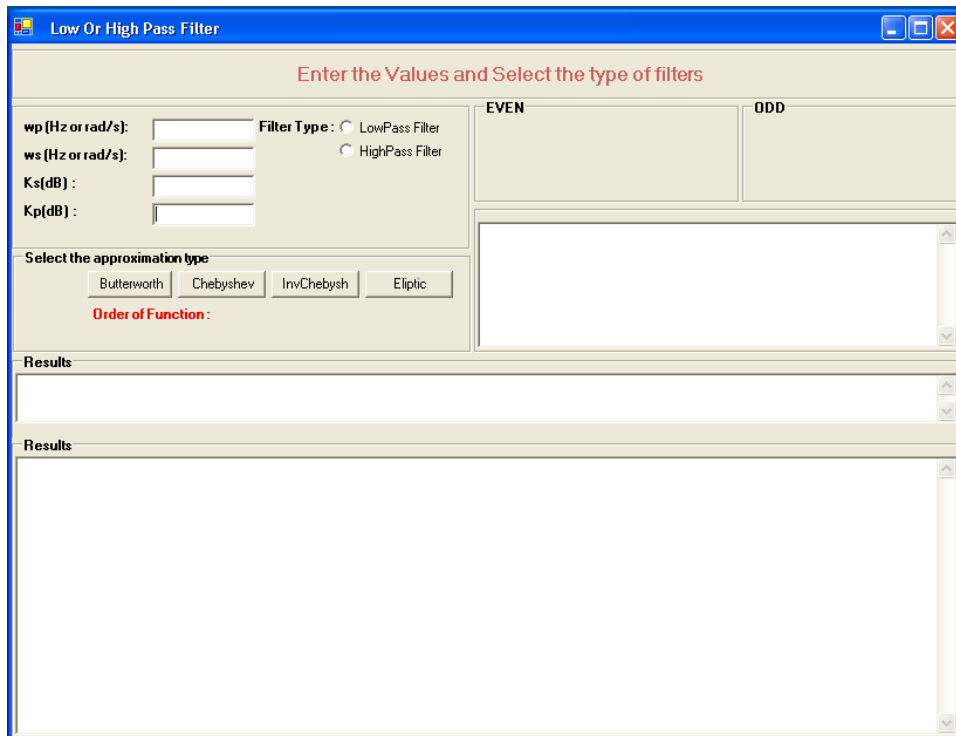 Low Or High Pass Filter
Enter the Values and Select the type of filters
wp (Hz or rad/s):
Filter Type :
LowPass Filter
HighPass Filter
ws (Hz or rad/s):
Ks(dB) :
Kp(dB) :
EVEN
ODD
Select the approximation type
Butterworth
Chebyshev
InvChebysh
Eliptic
Order of Function :
Results
Results